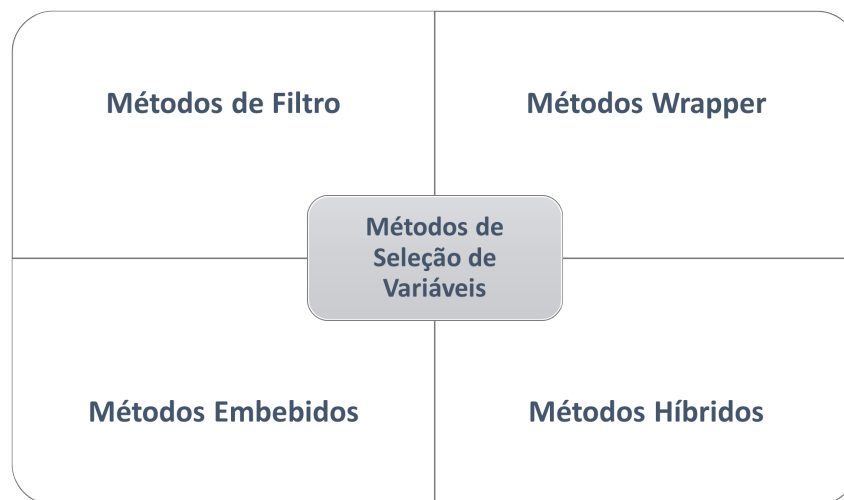 Métodos de Filtro
Métodos Wrapper
Métodos de
Seleção de
Variáveis
Métodos Embebidos
Métodos Híbridos